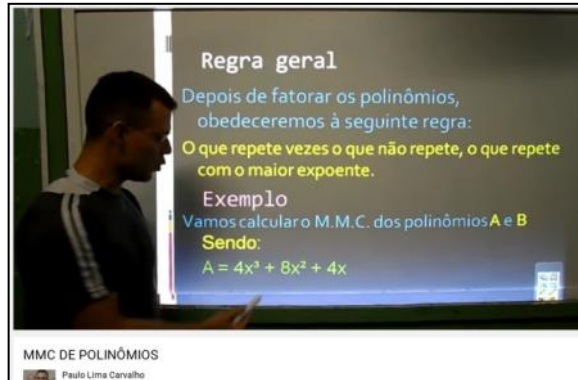 Regra geral
Depois de fatorar os polinômios,
obedeceremos à seguinte regra:
O que repete vezes o que não repete, o que repete
com o maior expoente.
Exemplo
Vamos calcular o M.M.C. dos polinômios A e B
Sendo:
A = 4x³ + 8x² + 4x
MMC DE POLINÔMIOS
Paulo Lima Carvalho